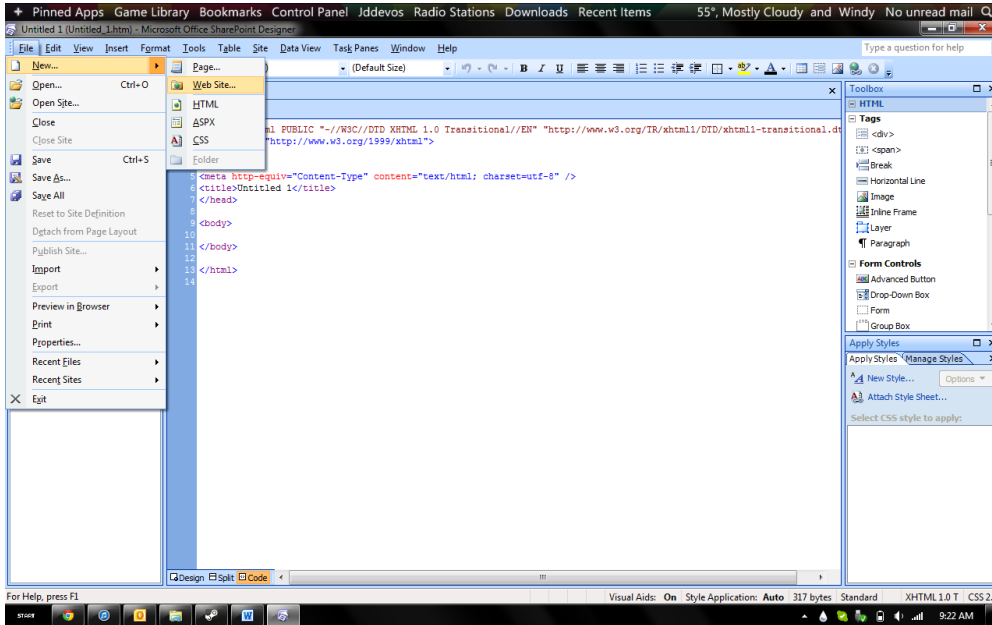 + Pinned Apps Game Library Bookmarks Control Panel Jddevos Radio Stations Downloads Recent Items 55°, Mostly Cloudy and Windy No unread mail
Untitled 1 (Untitled_1.htm) - Microsoft Office SharePoint Designer
File Edit View Insert Format Tools Table Site Data View Task Panes Window Help
Type a question for help
New...
Open... Ctrl+O
Open Site...
Close
Close Site
Save Ctrl+S
Save As...
Save All
Reset to Site Definition
Detach from Page Layout
Publish Site...
Import
Export
Preview in Browser
Print
Properties...
Recent Files
Recent Sites
Exit
Page...
Web Site...
HTML
ASPX
CSS
Folder
(Default Size)
B I U
ml PUBLIC "-//W3C//DTD XHTML 1.0 Transitional//EN" "http://www.w3.org/TR/xhtml1/DTD/xhtml1-transitional.dt
"http://www.w3.org/1999/xhtml">
5 <meta http-equiv="Content-Type" content="text/html; charset=utf-8" />
6 <title>Untitled 1</title>
7 </head>
8
9 <body>
10
11 </body>
12
13 </html>
14
Design Split Code
Toolbox
HTML
Tags
<div>
<span>
Break
Horizontal Line
Image
Inline Frame
Layer
Paragraph
Form Controls
Advanced Button
Drop-Down Box
Form
Group Box
Apply Styles
Apply Styles Manage Styles
New Style... Options
Attach Style Sheet...
Select CSS style to apply:
For Help, press F1
Visual Aids: On Style Application: Auto 317 bytes Standard XHTML 1.0 T CSS 2.
START
9:22 AM